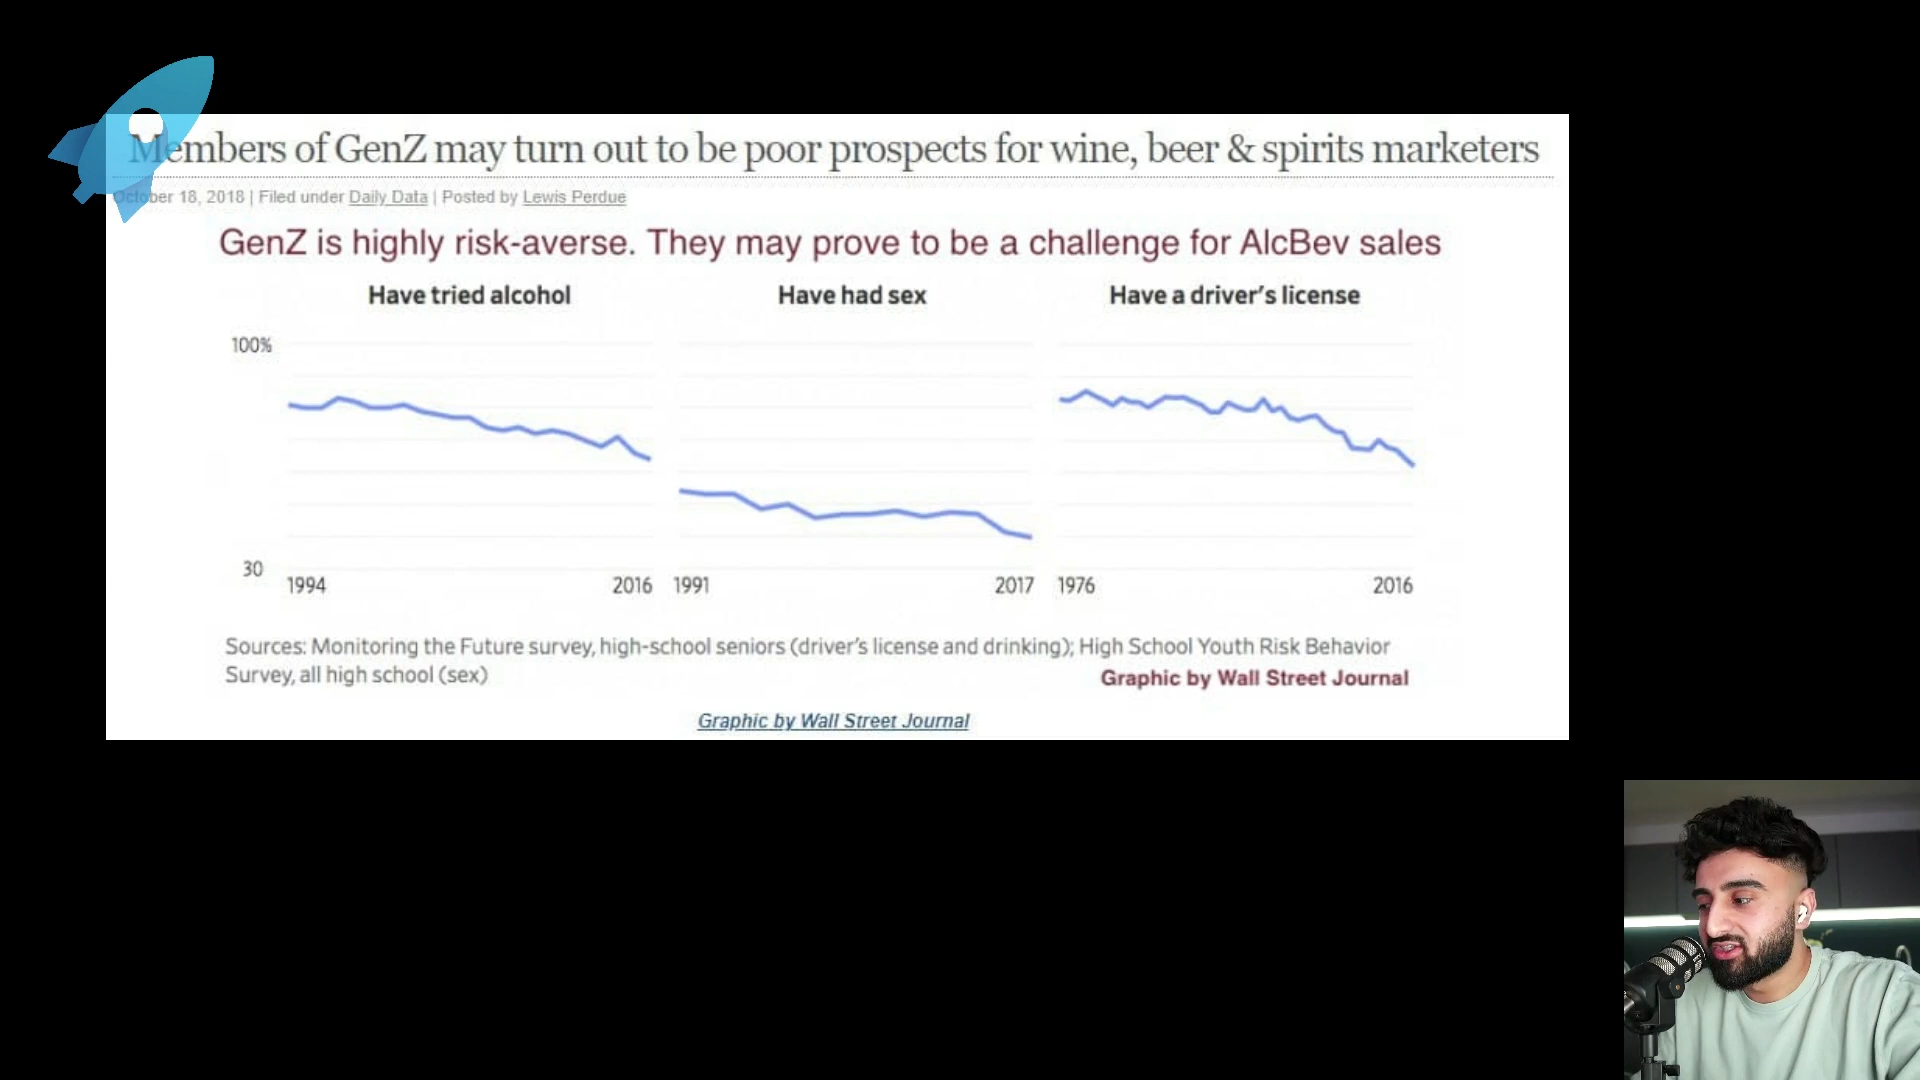 Members of GenZ may turn out to be poor prospects for wine, beer & spirits marketers
October 18, 2018 | Filed under Daily Data | Posted by Lewis Perdue
GenZ is highly risk-averse. They may prove to be a challenge for AlcBev sales
Have tried alcohol
Have had sex
Have a driver's license
100%
30
1994
2016
1991
2017
1976
2016
Sources: Monitoring the Future survey, high-school seniors (driver's license and drinking); High School Youth Risk Behavior
Survey, all high school (sex)
Graphic by Wall Street Journal
Graphic by Wall Street Journal